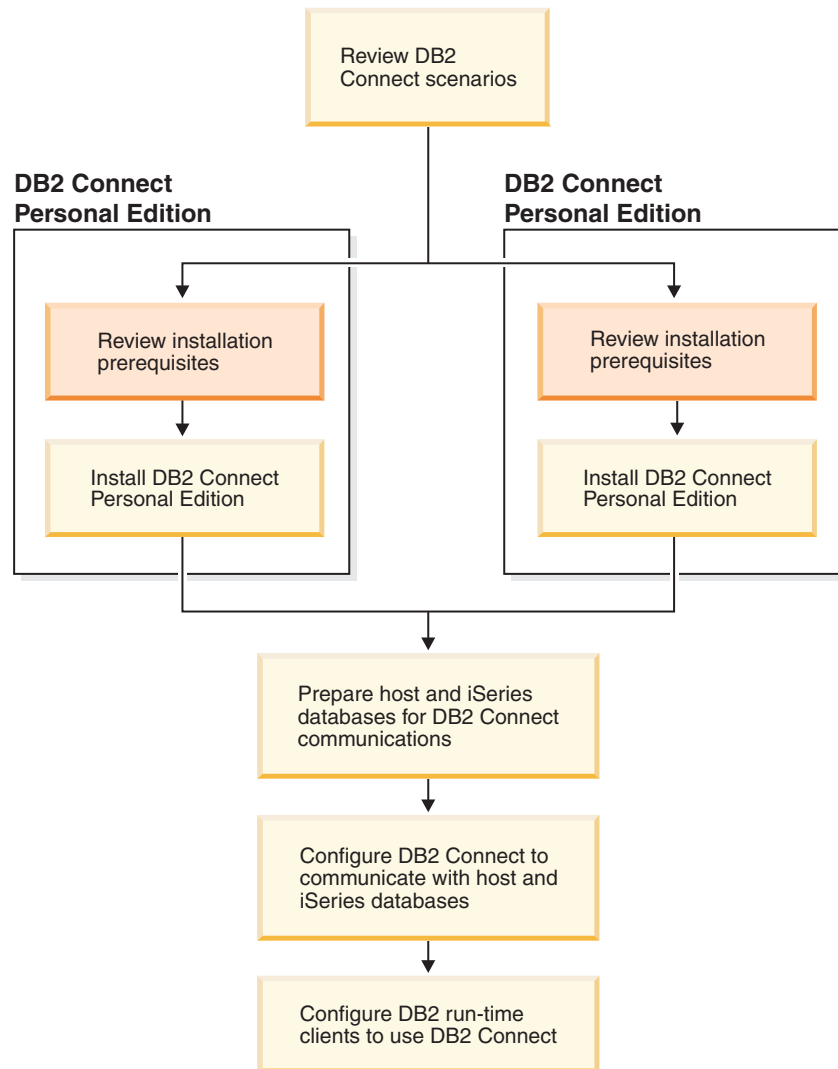 Review DB2
Connect scenarios
DB2 Connect
Personal Edition
Review installation
prerequisites
Install DB2 Connect
Personal Edition
DB2 Connect
Personal Edition
Review installation
prerequisites
Install DB2 Connect
Personal Edition
Prepare host and iSeries
databases for DB2 Connect
communications
Configure DB2 Connect to
communicate with host and
iSeries databases
Configure DB2 run-time
clients to use DB2 Connect